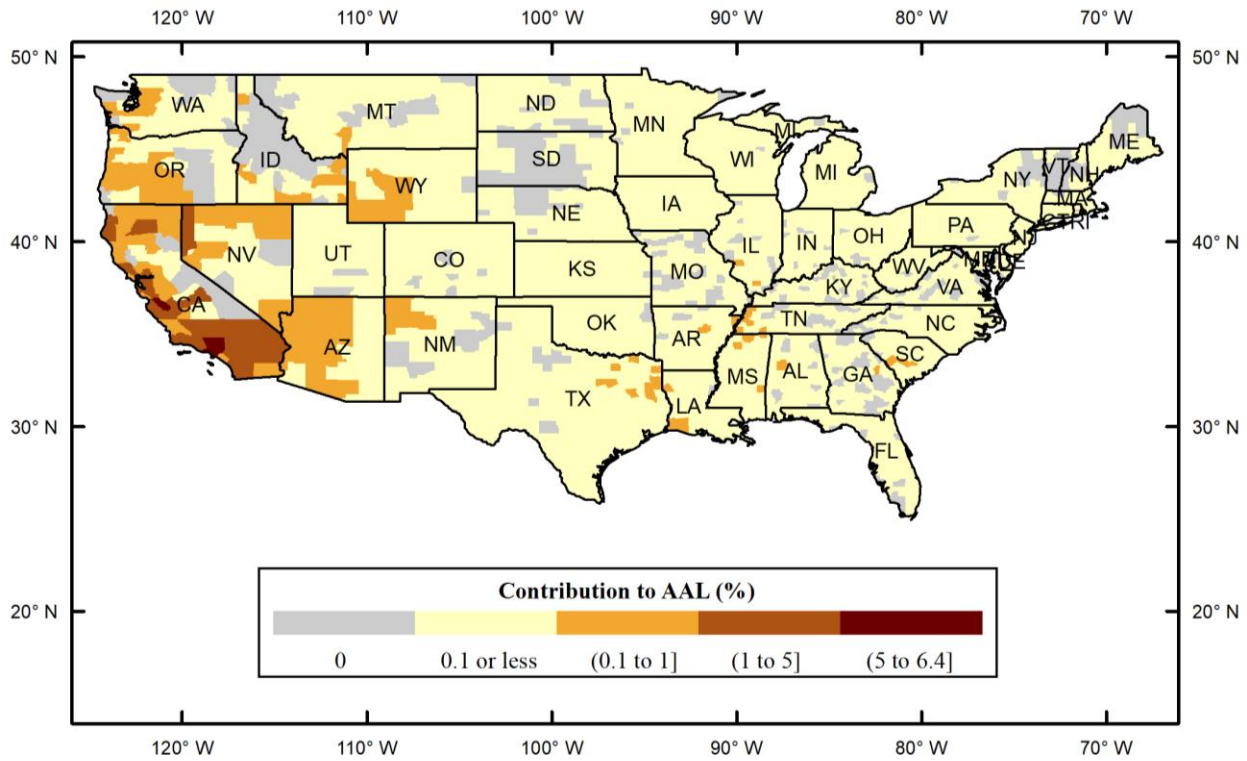 120° W 110° W 100° W 90° W 80° W 70° W
50° N 50° N
WA MT ND MN MI ME
OR ID SD WI MI NY VT NH
WY MA
IA CT RI
NE PA NJ
40° N 40° N
NV UT CO IL IN OH MD DE
KS MO WV
CA KY VA
OK TN NC
AZ NM AR SC
MS AL GA
TX LA
30° N 30° N
FL
Contribution to AAL (%)
20° N 20° N
0 0.1 or less (0.1 to 1] (1 to 5] (5 to 6.4]
120° W 110° W 100° W 90° W 80° W 70° W